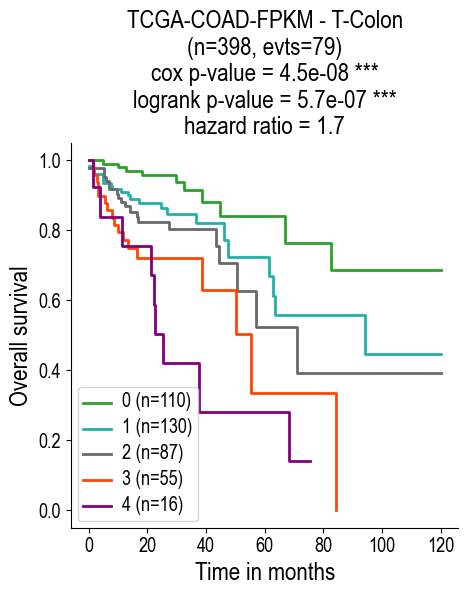 TCGA-COAD-FPKM - T-Colon
(n=398, evts=79)
cox p-value = 4.5e-08 ***
logrank p-value = 5.7e-07 ***
hazard ratio = 1.7
1.0
0.8
0.6
0.4
0.2
0.0
Overall survival
0 (n=110)
1 (n=130)
2 (n=87)
3 (n=55)
4 (n=16)
0 20 40 60 80 100 120
Time in months